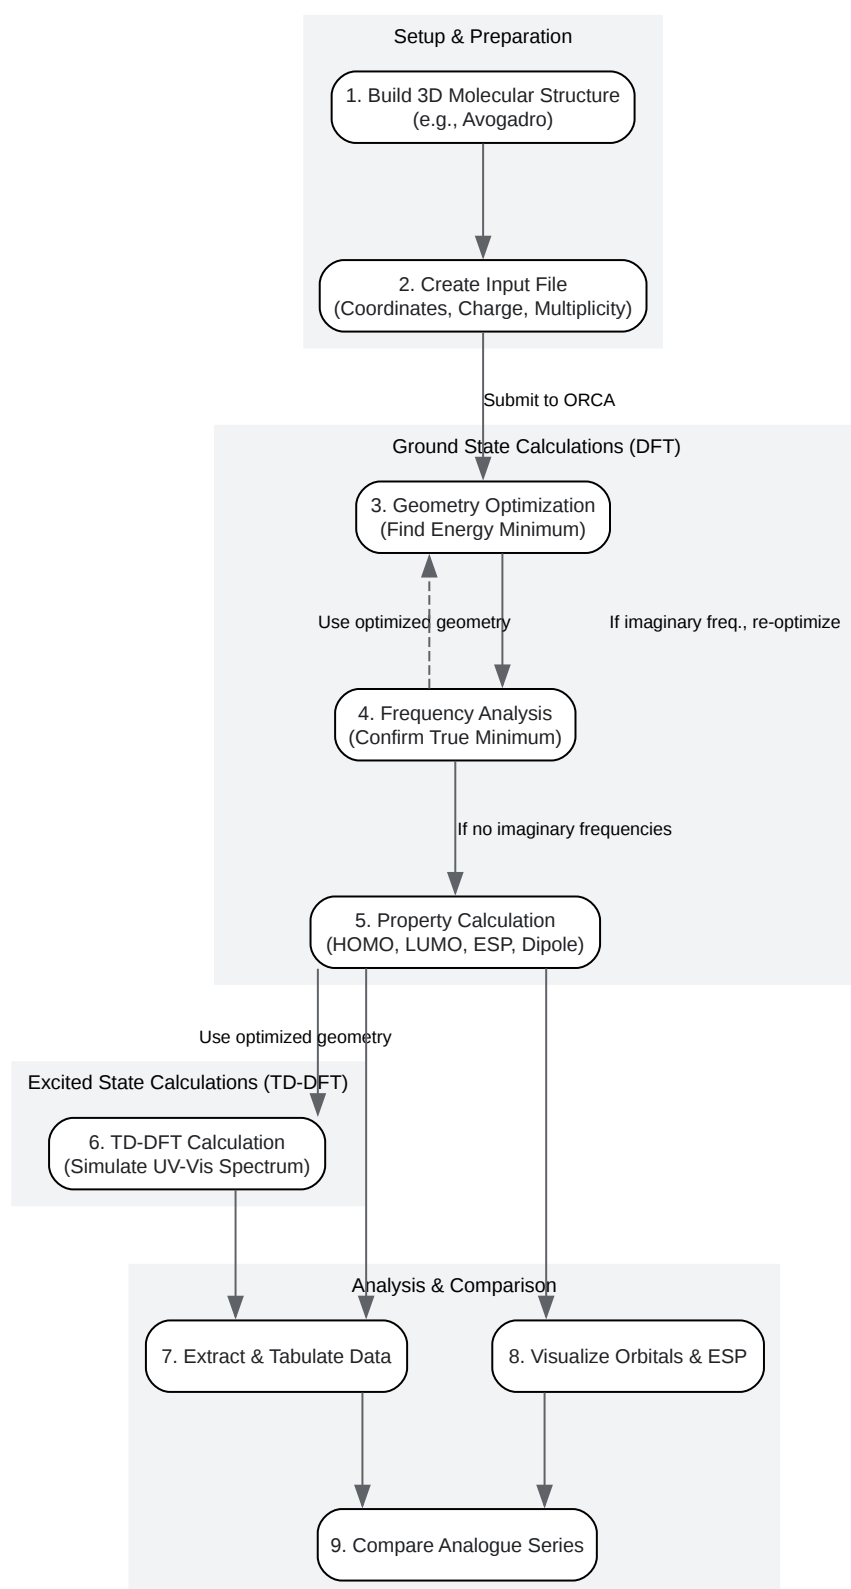 Setup & Preparation
1. Build 3D Molecular Structure
(e.g., Avogadro)
2. Create Input File
(Coordinates, Charge, Multiplicity)
Submit to ORCA
Ground State Calculations (DFT)
3. Geometry Optimization
(Find Energy Minimum)
Use optimized geometry
If imaginary freq., re-optimize
4. Frequency Analysis
(Confirm True Minimum)
If no imaginary frequencies
5. Property Calculation
(HOMO, LUMO, ESP, Dipole)
Use optimized geometry
Excited State Calculations (TD-DFT)
6. TD-DFT Calculation
(Simulate UV-Vis Spectrum)
Analysis & Comparison
7. Extract & Tabulate Data
8. Visualize Orbitals & ESP
9. Compare Analogue Series